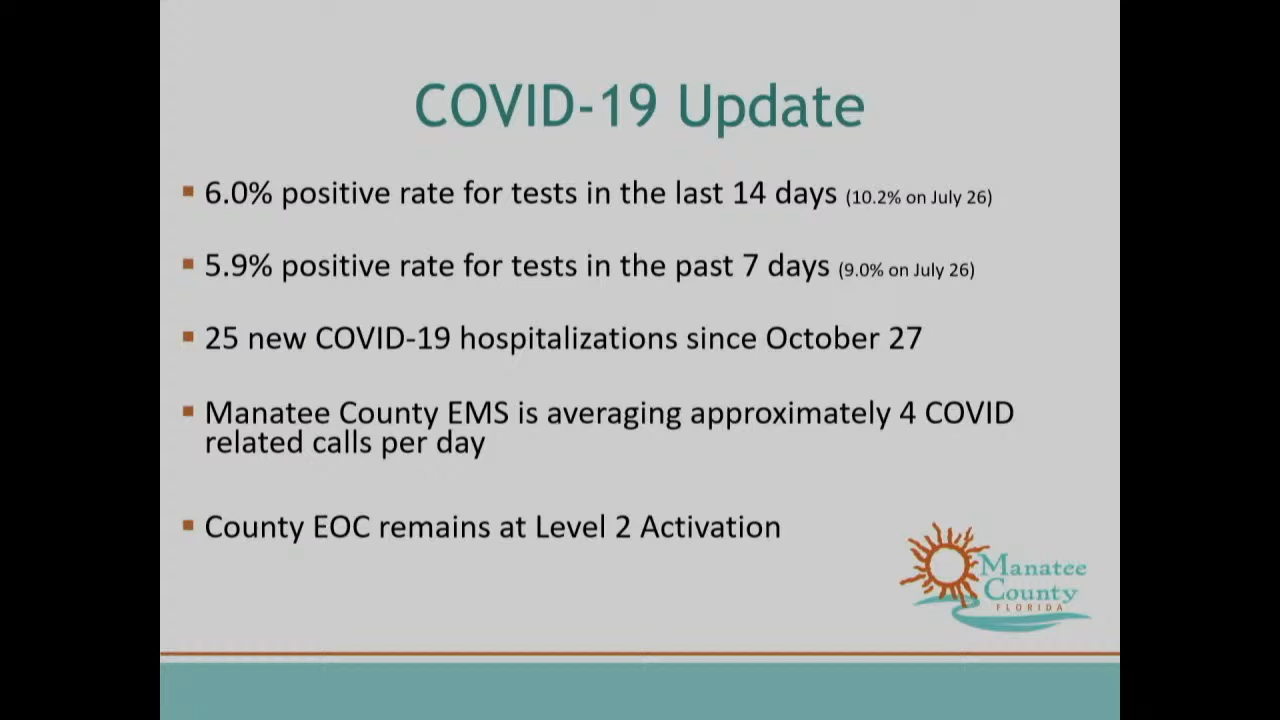 COVID-19 Update
▪ 6.0% positive rate for tests in the last 14 days (10.2% on July 26)
▪ 5.9% positive rate for tests in the past 7 days (9.0% on July 26)
▪ 25 new COVID-19 hospitalizations since October 27
▪ Manatee County EMS is averaging approximately 4 COVID
related calls per day
▪ County EOC remains at Level 2 Activation
Manatee
County
FLORIDA